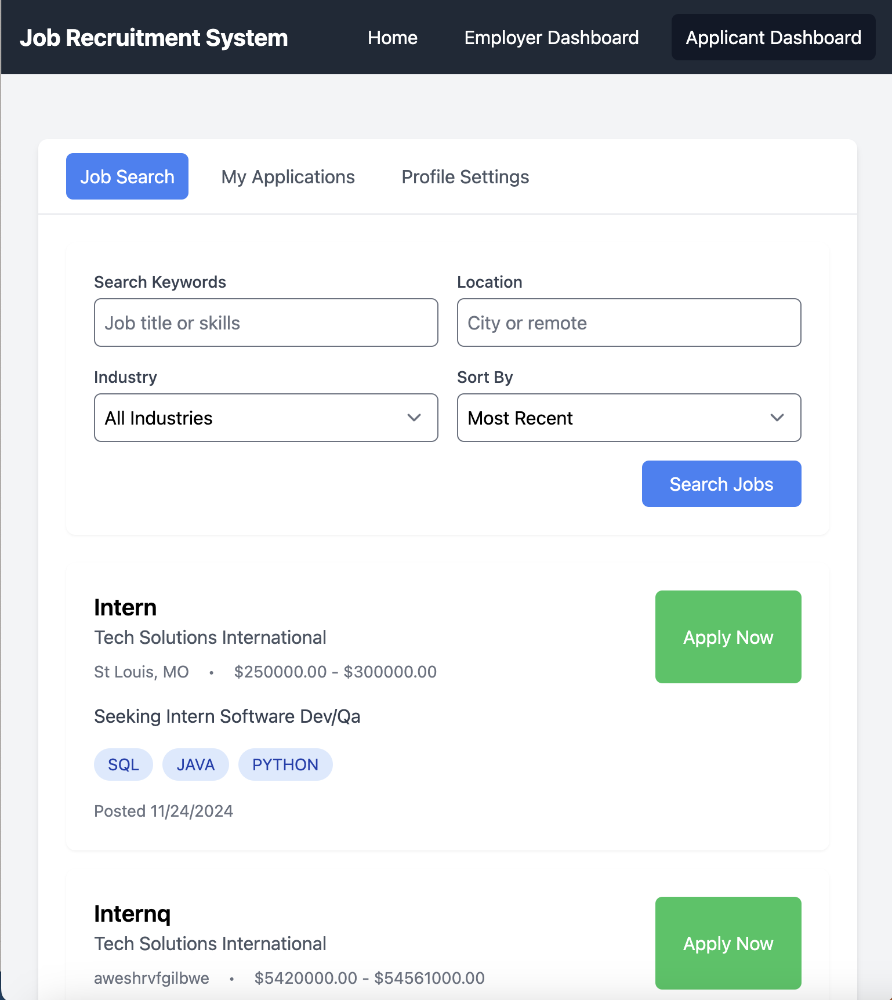 Job Recruitment System
Home
Employer Dashboard
Applicant Dashboard
Job Search
My Applications
Profile Settings
Search Keywords
Location
Job title or skills
City or remote
Industry
Sort By
All Industries
Most Recent
Search Jobs
Intern
Tech Solutions International
St Louis, MO • $250000.00 - $300000.00
Apply Now
Seeking Intern Software Dev/Qa
SQL
JAVA
PYTHON
Posted 11/24/2024
Internq
Tech Solutions International
aweshrvfgilbwe • $5420000.00 - $54561000.00
Apply Now